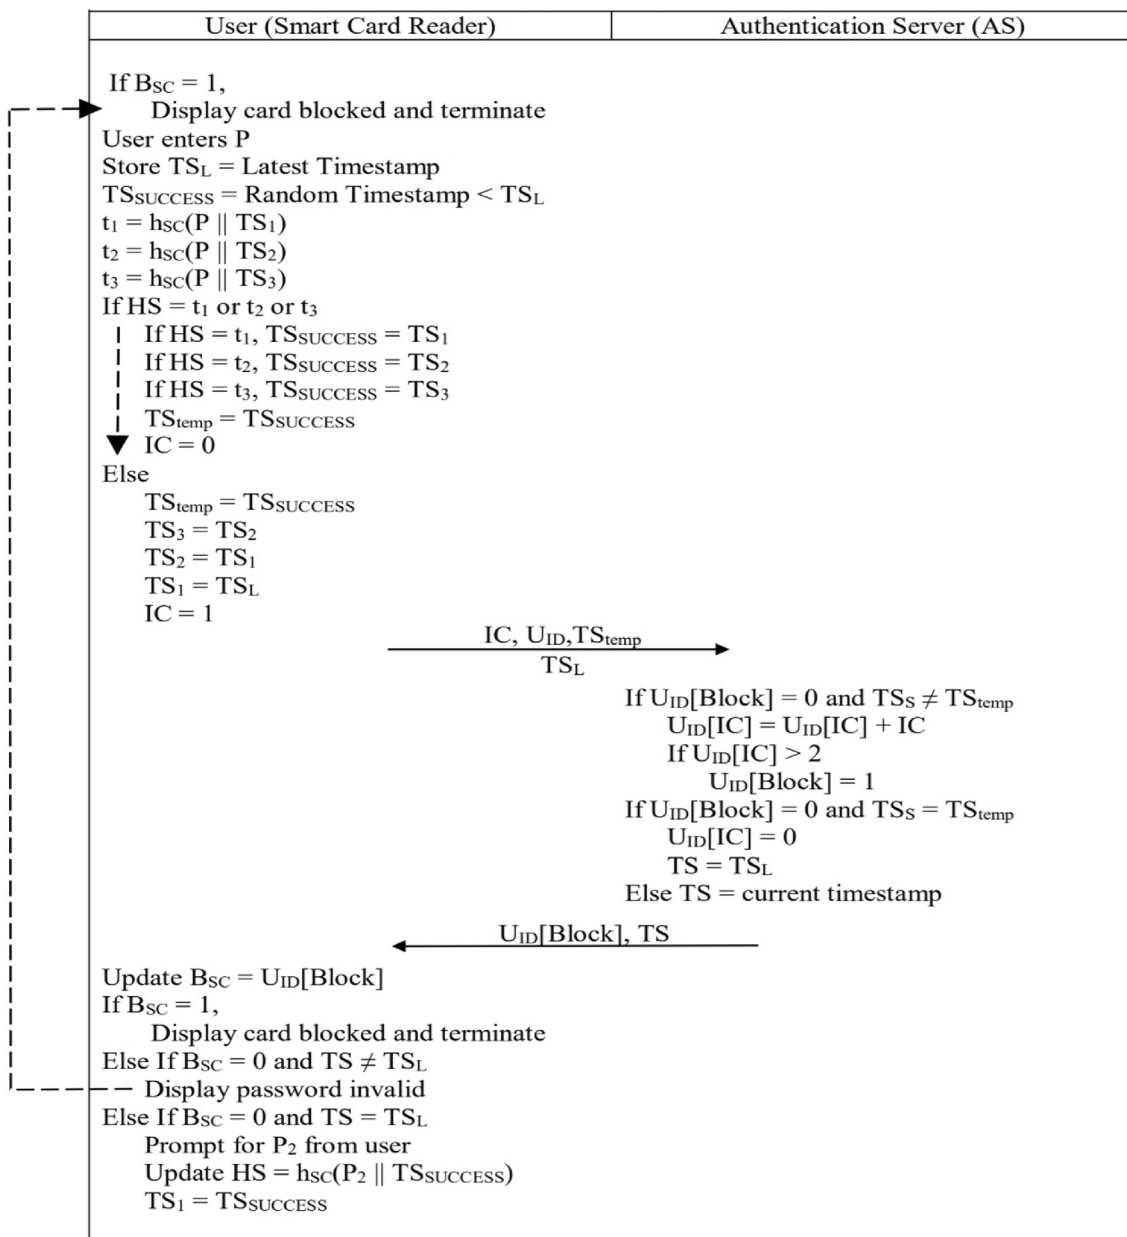 User (Smart Card Reader)
Authentication Server (AS)
If B_SC = 1,
Display card blocked and terminate
User enters P
Store TS_L = Latest Timestamp
TS_SUCCESS = Random Timestamp < TS_L
t₁ = h_SC(P || TS₁)
t₂ = h_SC(P || TS₂)
t₃ = h_SC(P || TS₃)
If HS = t₁ or t₂ or t₃
If HS = t₁, TS_SUCCESS = TS₁
If HS = t₂, TS_SUCCESS = TS₂
If HS = t₃, TS_SUCCESS = TS₃
TS_temp = TS_SUCCESS
IC = 0
Else
TS_temp = TS_SUCCESS
TS₃ = TS₂
TS₂ = TS₁
TS₁ = TS_L
IC = 1
IC, U_ID,TS_temp
TS_L
If U_ID[Block] = 0 and TS_S ≠ TS_temp
U_ID[IC] = U_ID[IC] + IC
If U_ID[IC] > 2
U_ID[Block] = 1
If U_ID[Block] = 0 and TS_S = TS_temp
U_ID[IC] = 0
TS = TS_L
Else TS = current timestamp
U_ID[Block], TS
Update B_SC = U_ID[Block]
If B_SC = 1,
Display card blocked and terminate
Else If B_SC = 0 and TS ≠ TS_L
Display password invalid
Else If B_SC = 0 and TS = TS_L
Prompt for P₂ from user
Update HS = h_SC(P₂ || TS_SUCCESS)
TS₁ = TS_SUCCESS